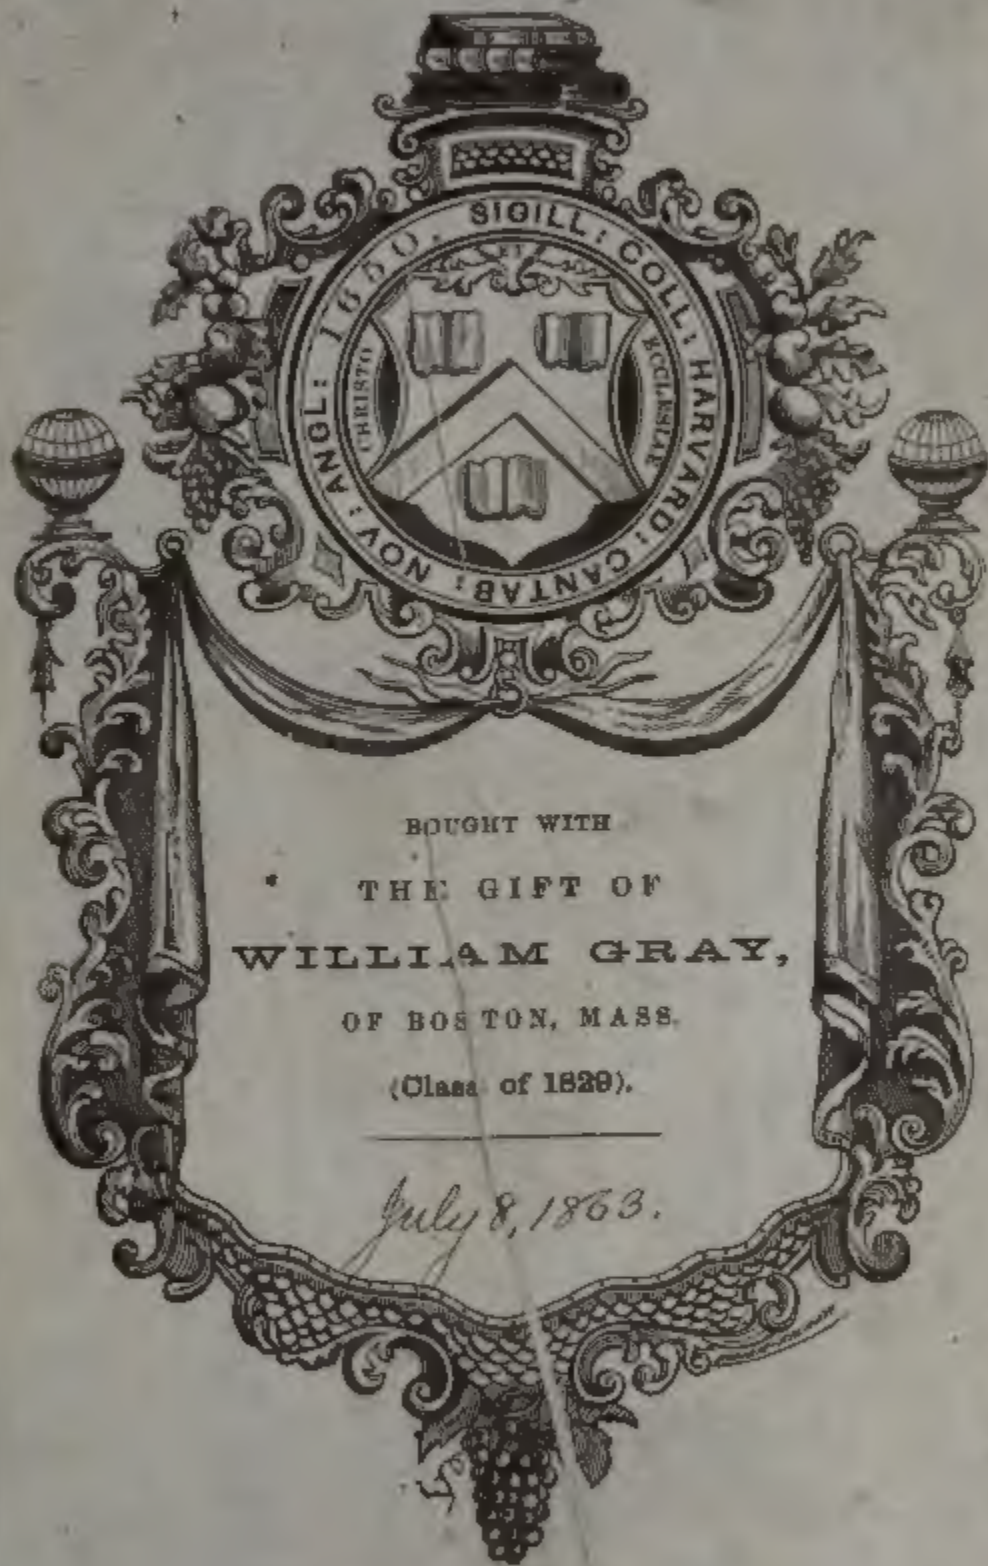 SIGILL: COLL: HARVARD: CANTAB: NOV: ANGL: 1650.
CHRISTO
ECCLESIAE
BOUGHT WITH
THE GIFT OF
WILLIAM GRAY,
OF BOSTON, MASS.
(Class of 1829).
July 8, 1863.